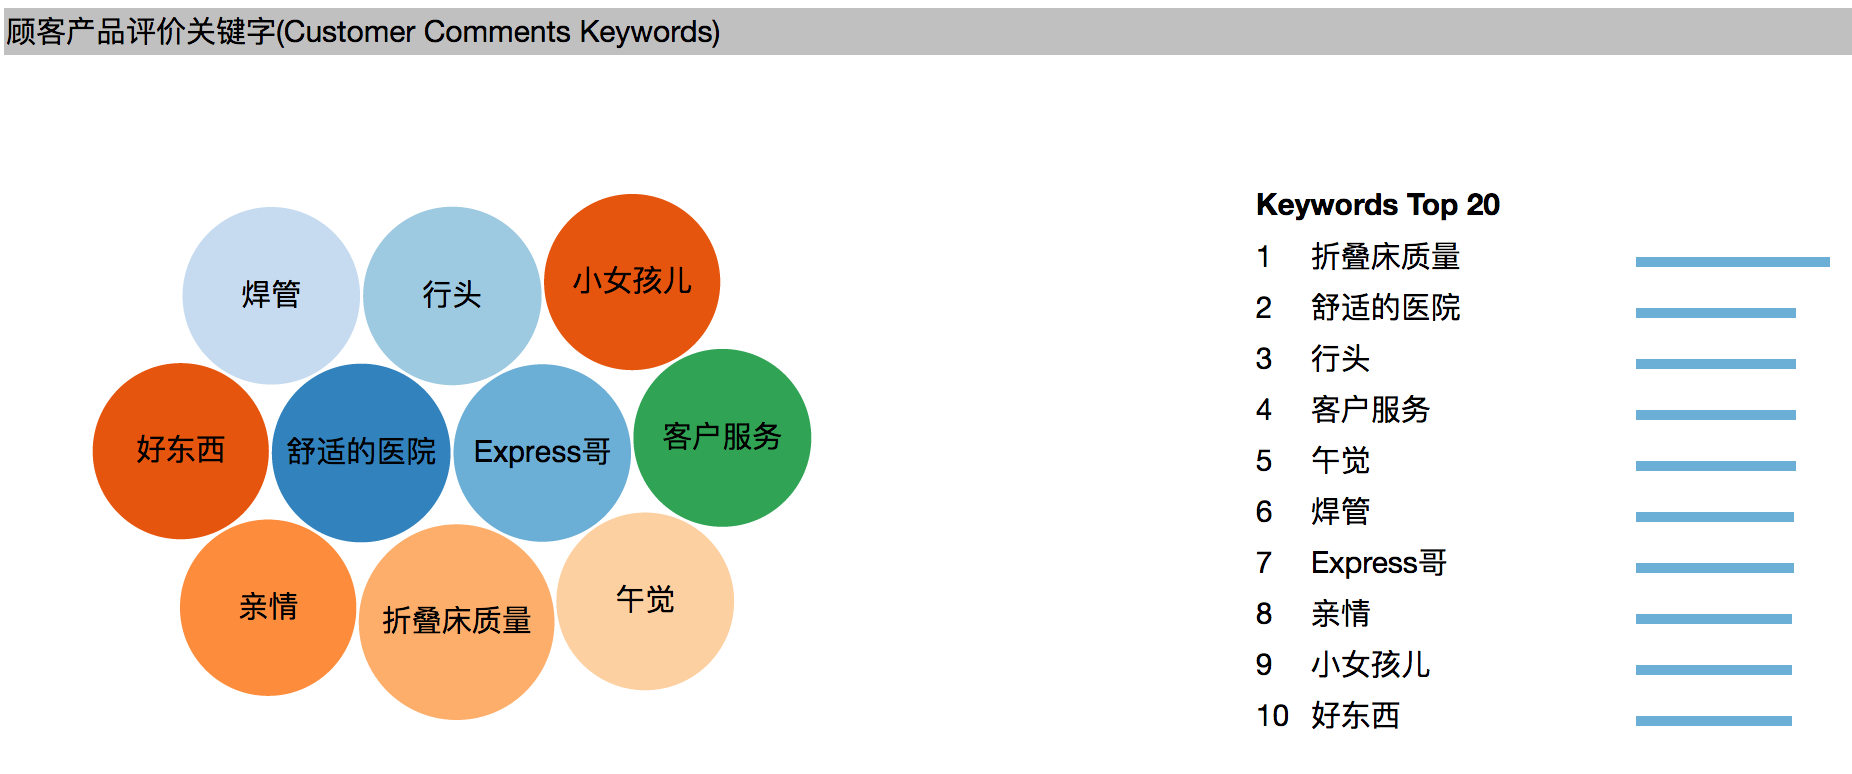 顾客产品评价关键字(Customer Comments Keywords)
焊管
行头
小女孩儿
好东西
舒适的医院
Express哥
客户服务
亲情
折叠床质量
午觉
Keywords Top 20
1 折叠床质量
2 舒适的医院
3 行头
4 客户服务
5 午觉
6 焊管
7 Express哥
8 亲情
9 小女孩儿
10 好东西